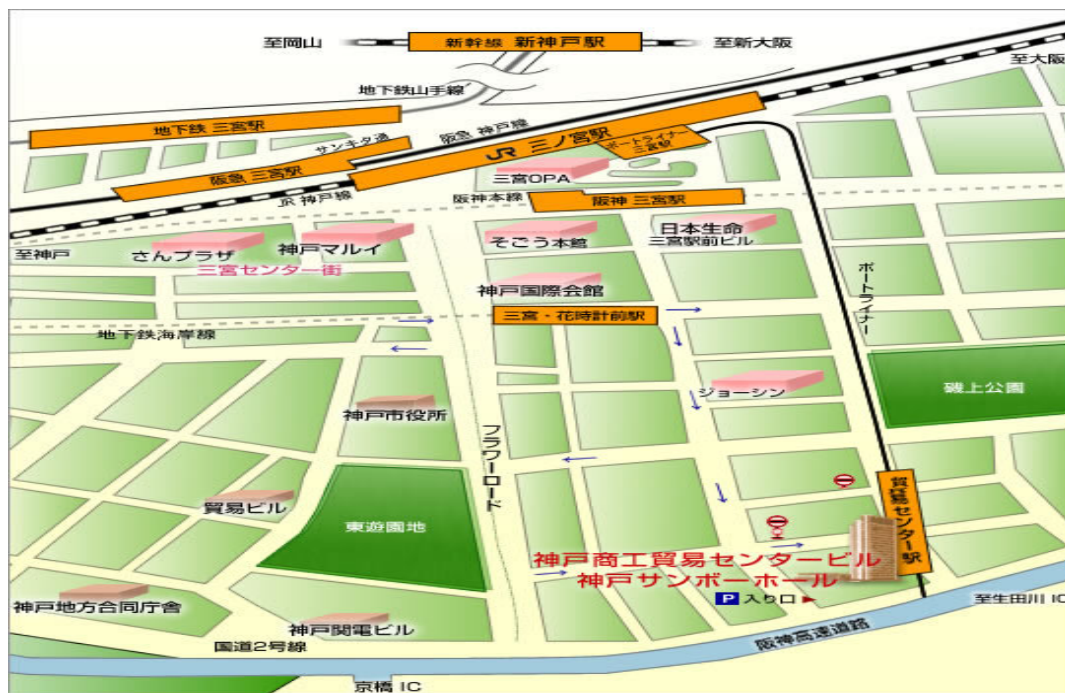 至岡山
新幹線 新神戸駅
至新大阪
至大阪
地下鉄山手線
地下鉄 三宮駅
サンキタ通
阪急 神戸線
JR 三ノ宮駅
ポートライナー
三宮駅
阪急 三宮駅
三宮OPA
JR 神戸線
阪神本線
阪神 三宮駅
至神戸
さんプラザ
神戸マルイ
そごう本館
日本生命
三宮駅前ビル
三宮センター街
神戸国際会館
ポートライナー
三宮・花時計前駅
地下鉄海岸線
ジョーシン
磯上公園
神戸市役所
フラワーロード
貿易ビル
東遊園地
貿易センター駅
神戸商工貿易センタービル
神戸サンボーホール
P 入り口
神戸地方合同庁舎
至生田川 IC
神戸関電ビル
国道2号線
阪神高速道路
京橋 IC